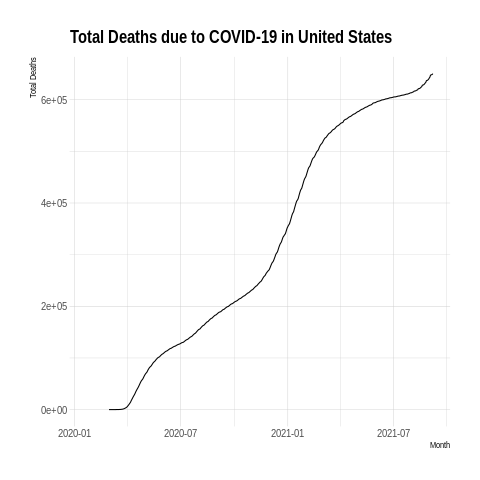 Total Deaths due to COVID-19 in United States
Total Deaths
6e+05
4e+05
2e+05
0e+00
2020-01 2020-07 2021-01 2021-07
Month